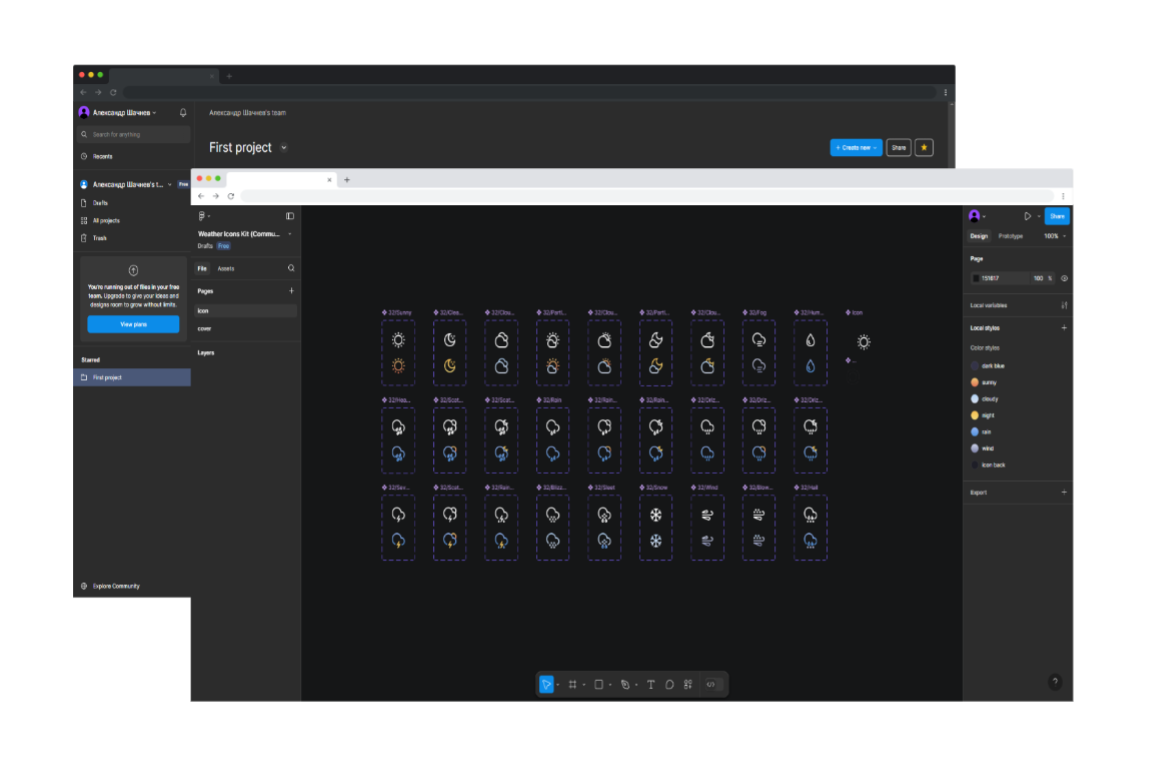 Александр Шачнев
Search for anything
Recents
Александр Шачнев's t... Free
Drafts
All projects
Trash
You're running out of files in your free
team. Upgrade to give your ideas and
designs room to grow without limits.
View plans
Starred
First project
Explore Community
Александр Шачнев's team
First project
+ Create new
Share
Weather Icons Kit (Commu...
Drafts Free
File Assets
Pages
icon
cover
Layers
32/Sunny 32/Clea... 32/Clou... 32/Parti... 32/Clou... 32/Parti... 32/Clou... 32/Fog 32/Hum... icon
32/Hea... 32/Scat... 32/Scat... 32/Rain 32/Rain... 32/Rain... 32/Driz... 32/Driz... 32/Driz...
32/Scat... 32/Rain... 32/Sleet 32/Snow 32/Wind 32/Blow... 32/Hail
Share
Design Prototype 100%
Page
151617 100 %
Local variables
Local styles
Color styles
dark blue
sunny
cloudy
night
rain
wind
icon back
Export